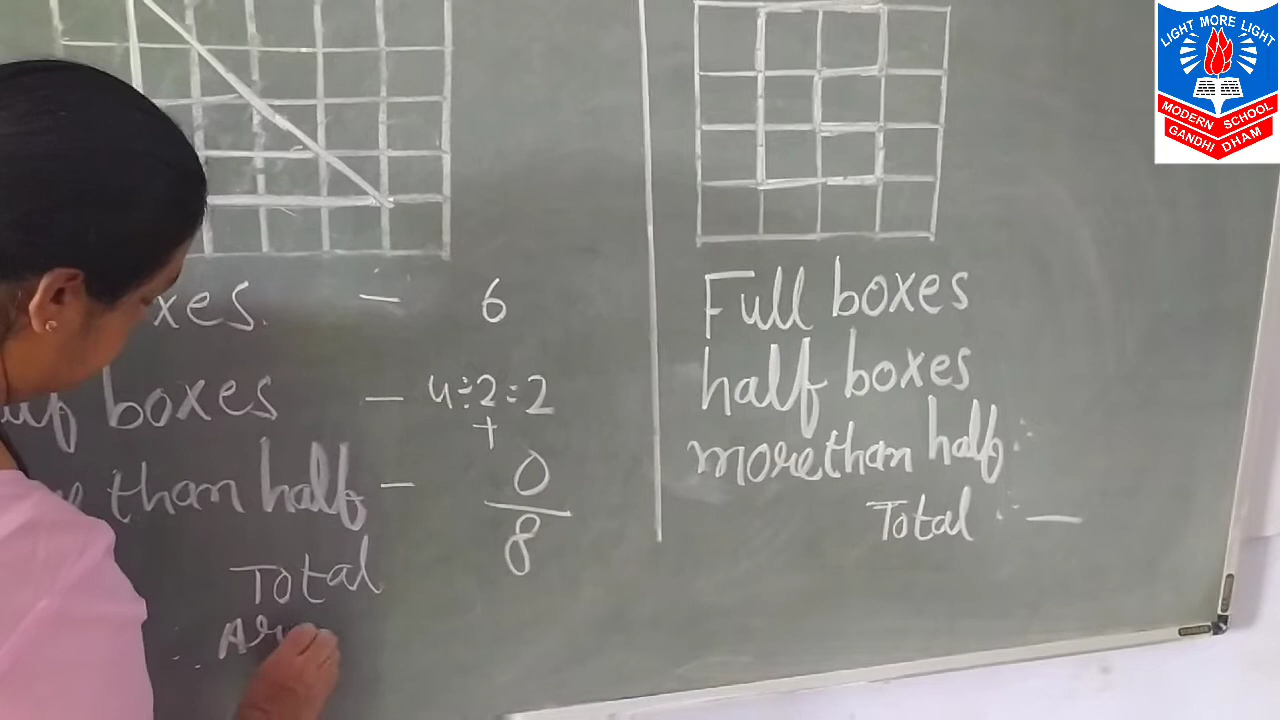 LIGHT MORE LIGHT
MODERN SCHOOL
GANDHI DHAM
xes. - 6
boxes - 4÷2=2
+
than half - 0
8
Total
∴ Ar
Full boxes
half boxes
more than half :
Total : —